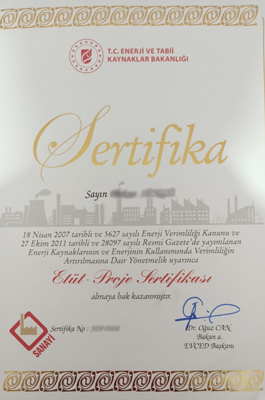 T.C. ENERJİ VE TABİİ
KAYNAKLAR BAKANLIĞI
Sertifika
Sayın
18 Nisan 2007 tarihli ve 5627 sayılı Enerji Verimliliği Kanunu ve
27 Ekim 2011 tarihli ve 28097 sayılı Resmi Gazete'de yayımlanan
Enerji Kaynaklarının ve Enerjinin Kullanımında Verimliliğin
Artırılmasına Dair Yönetmelik uyarınca
Etüt-Proje Sertifikası
almaya hak kazanmıştır.
SANAYİ
Sertifika No :
Dr. Oğuz CAN
Bakan a.
EVÇED Başkanı